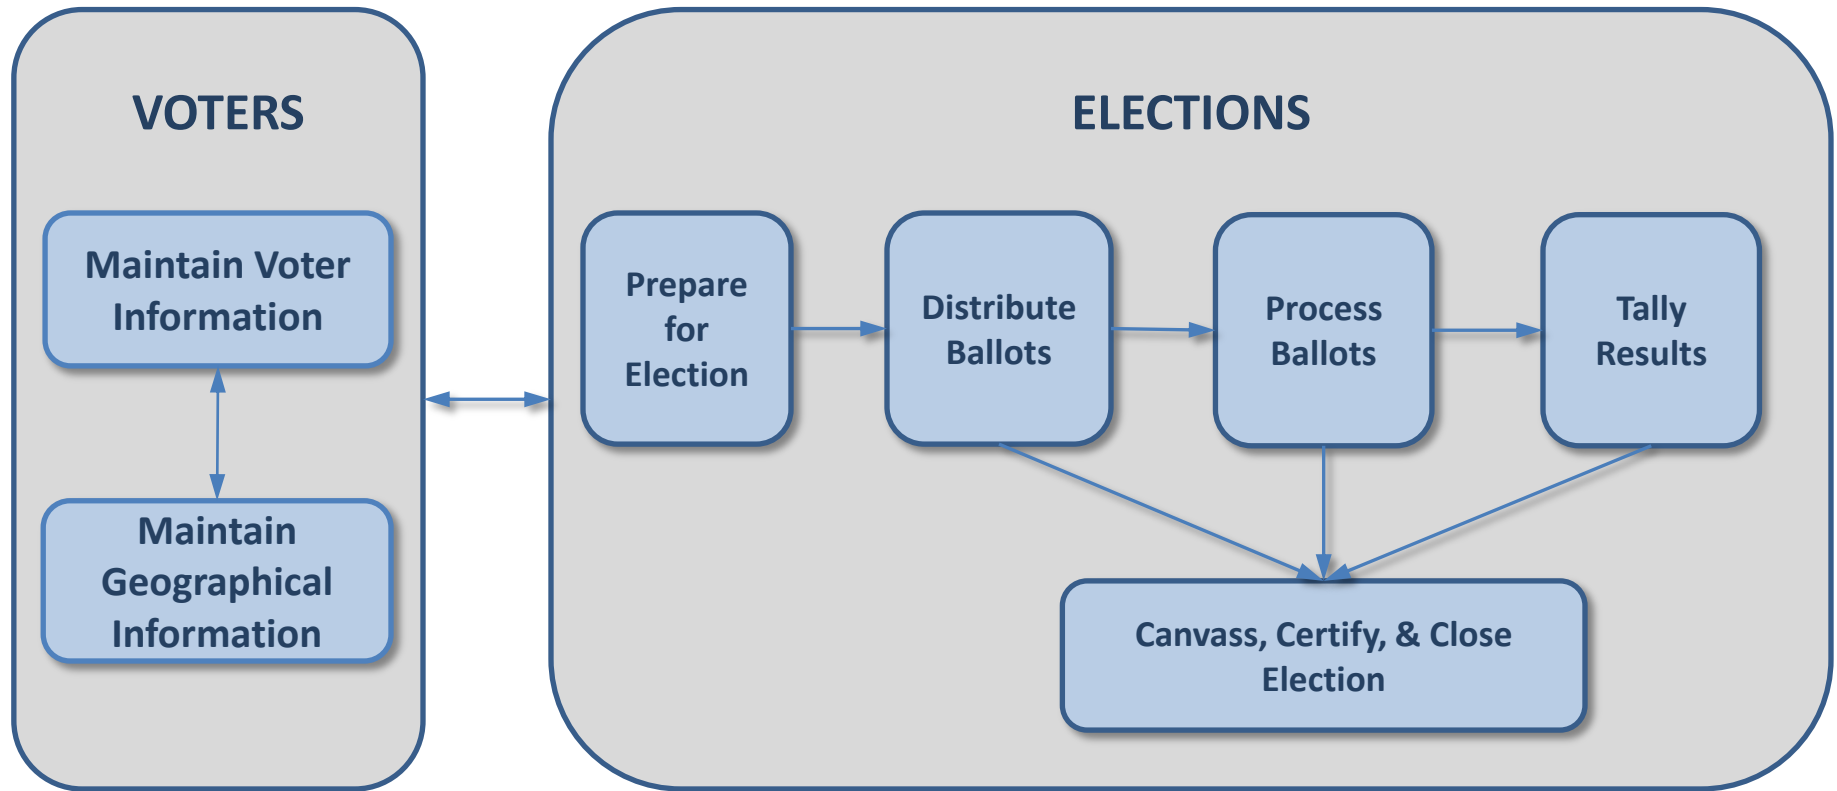 VOTERS
Maintain Voter
Information
Maintain
Geographical
Information
ELECTIONS
Prepare
for
Election
Distribute
Ballots
Process
Ballots
Tally
Results
Canvass, Certify, & Close
Election